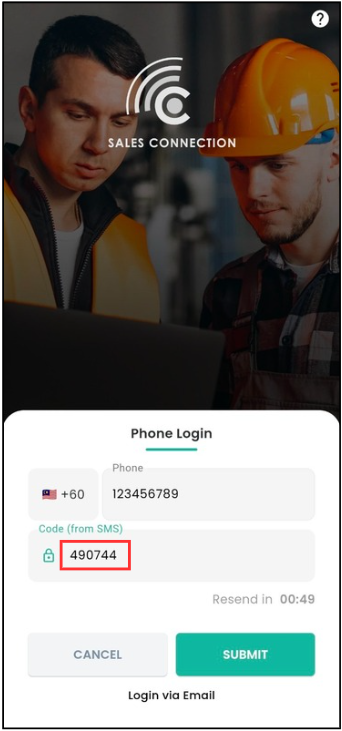 ?
SALES CONNECTION
Phone Login
Phone
+60 123456789
Code (from SMS)
490744
Resend in 00:49
CANCEL SUBMIT
Login via Email